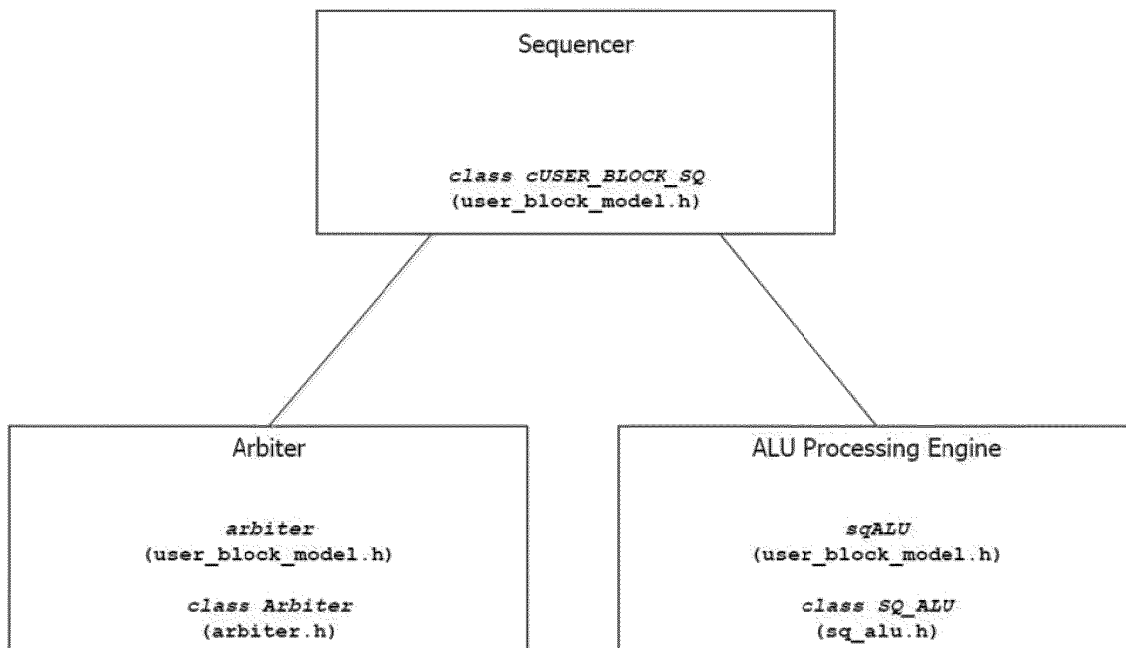 Sequencer
class cUSER_BLOCK_SQ
(user_block_model.h)
Arbiter
arbiter
(user_block_model.h)
class Arbiter
(arbiter.h)
ALU Processing Engine
sqALU
(user_block_model.h)
class SQ_ALU
(sq_alu.h)